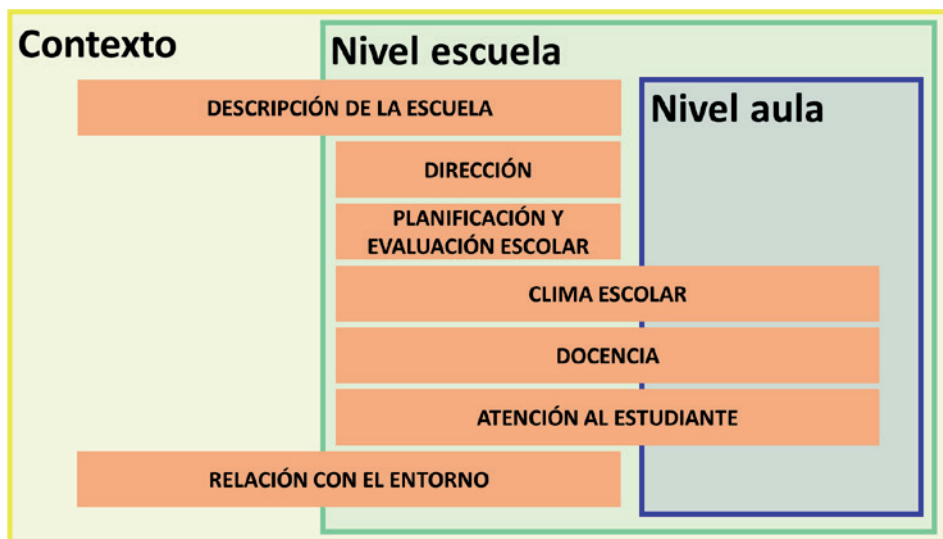 Contexto
Nivel escuela
DESCRIPCIÓN DE LA ESCUELA
Nivel aula
DIRECCIÓN
PLANIFICACIÓN Y
EVALUACIÓN ESCOLAR
CLIMA ESCOLAR
DOCENCIA
ATENCIÓN AL ESTUDIANTE
RELACIÓN CON EL ENTORNO